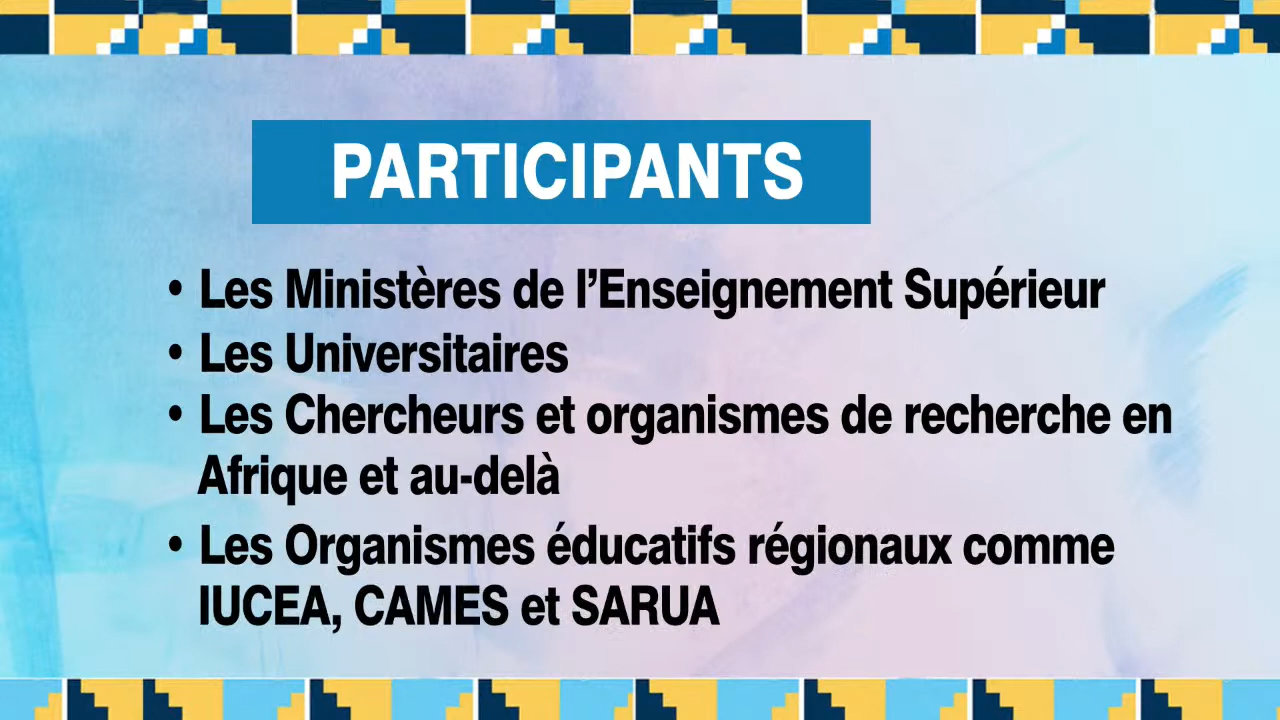 PARTICIPANTS
• Les Ministères de l’Enseignement Supérieur
• Les Universitaires
• Les Chercheurs et organismes de recherche en
Afrique et au-delà
• Les Organismes éducatifs régionaux comme
IUCEA, CAMES et SARUA